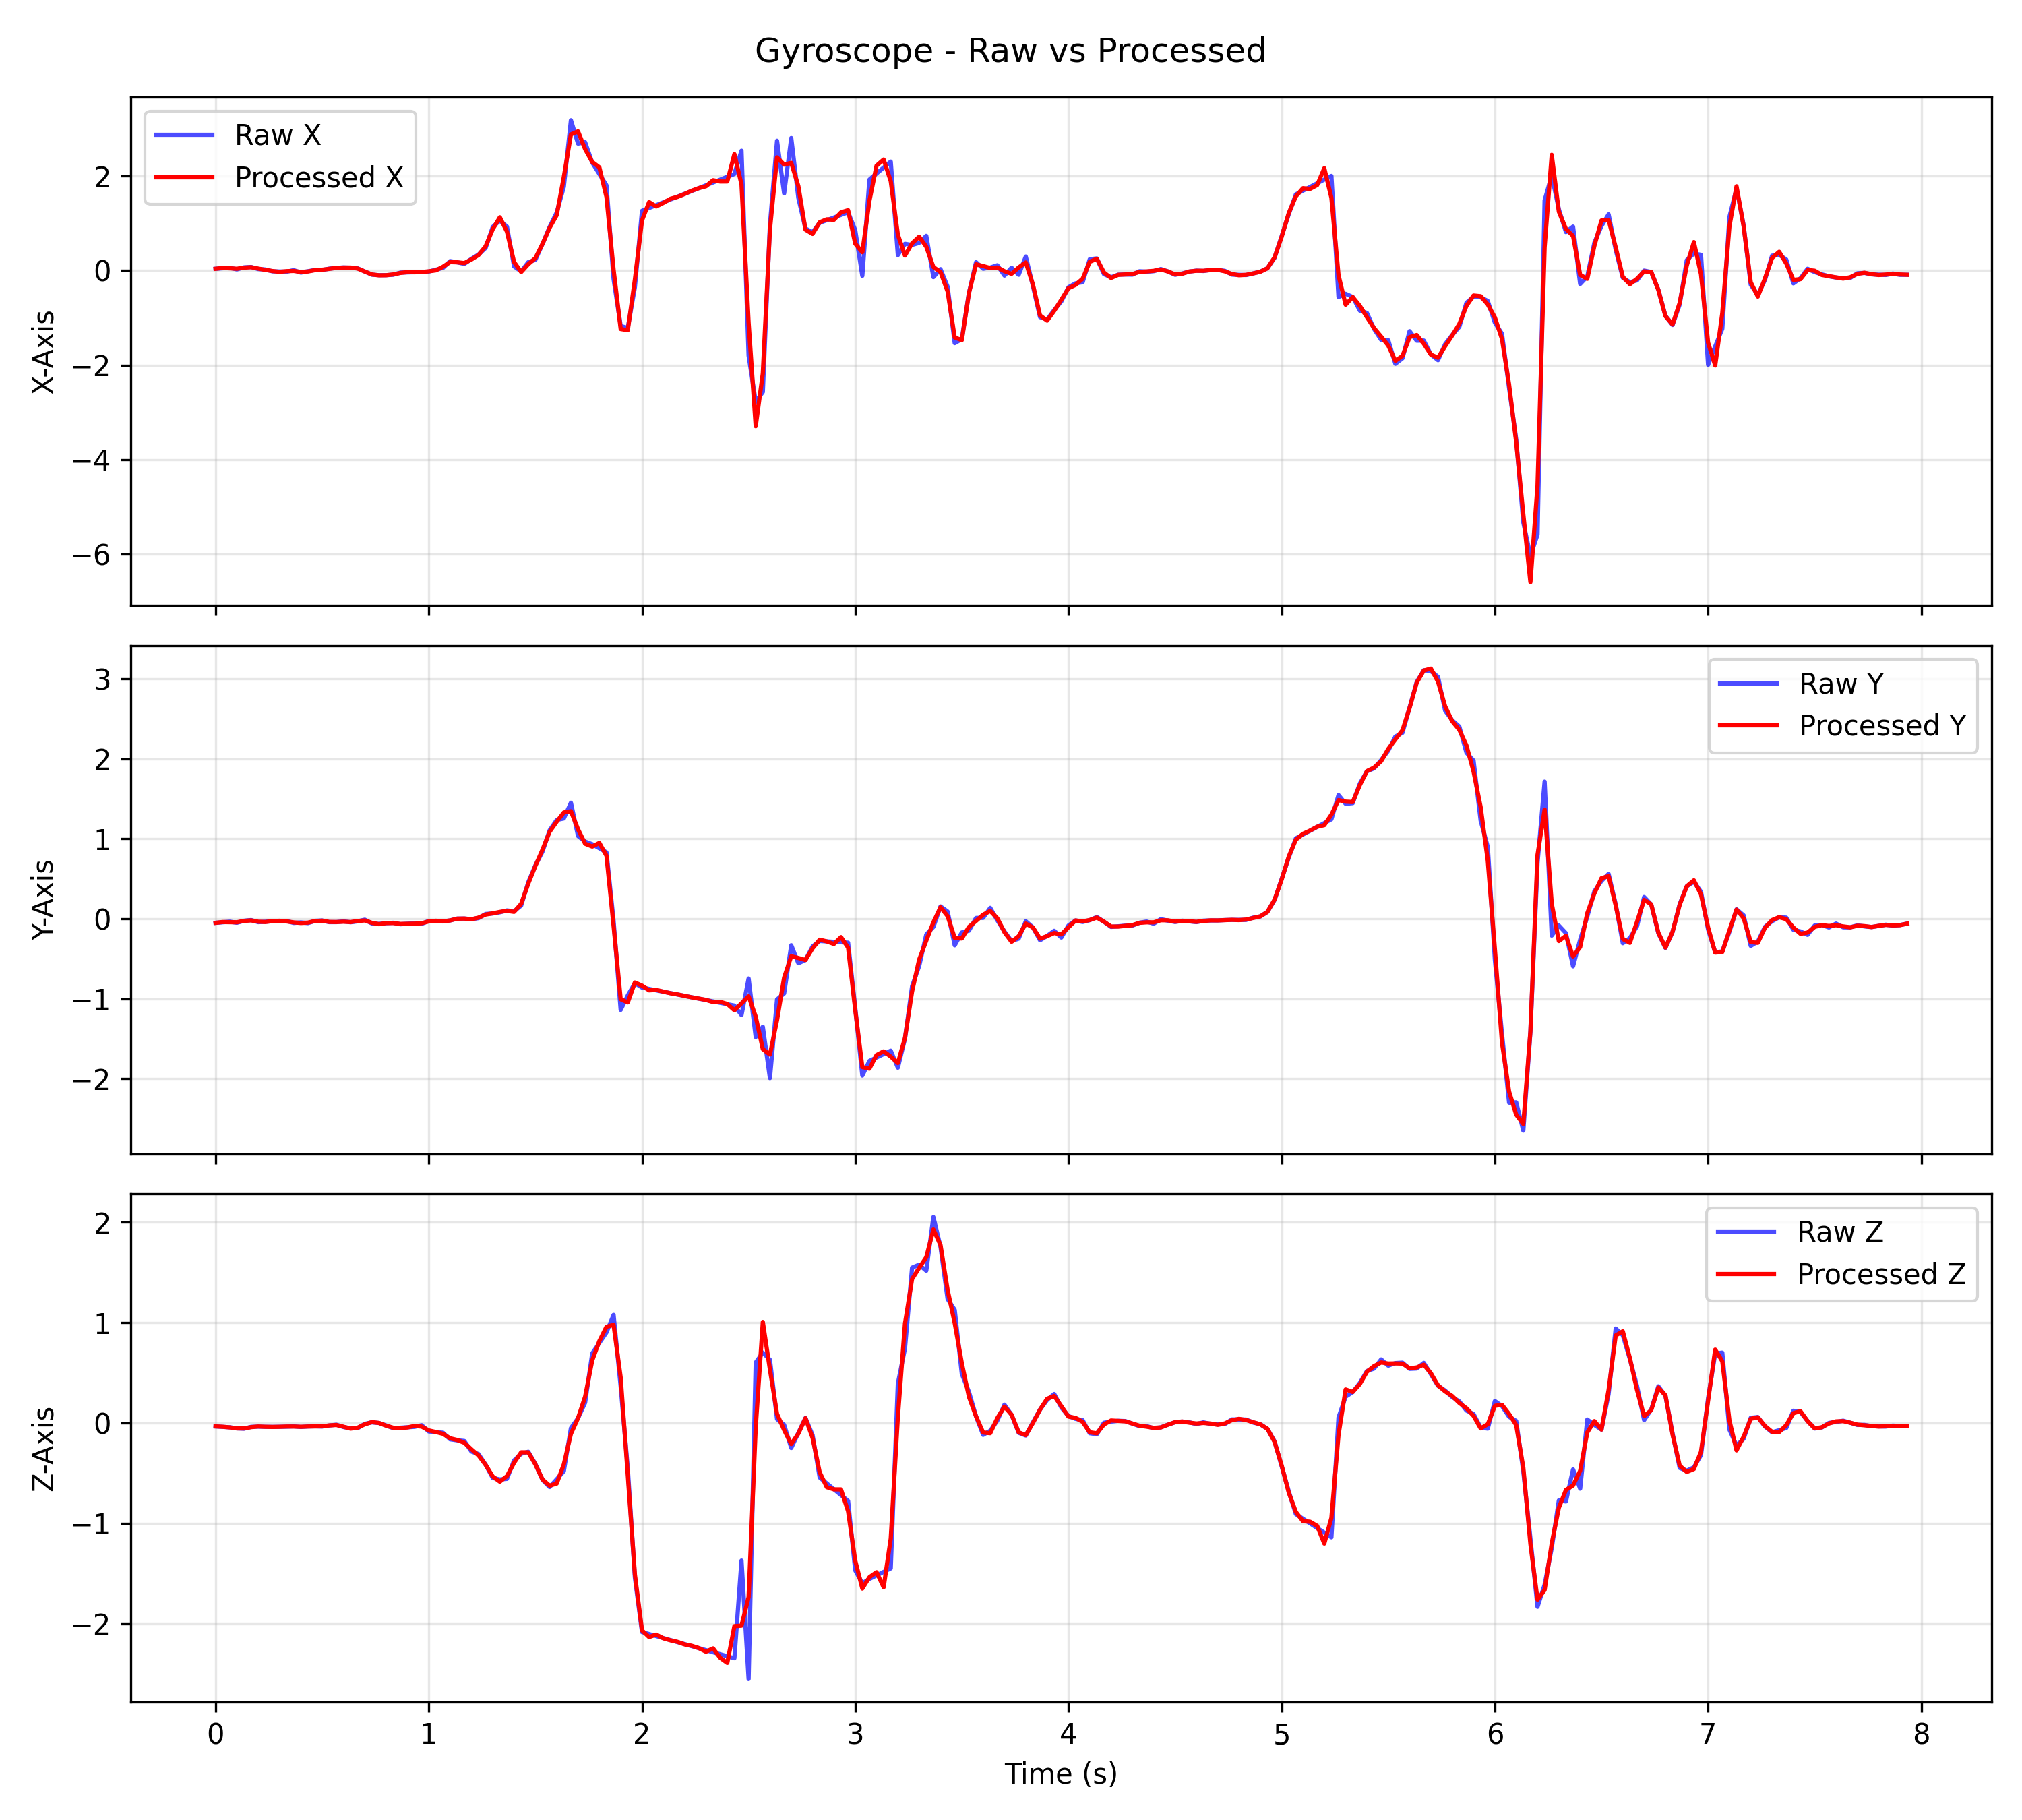 Gyroscope - Raw vs Processed
Raw X
Processed X
X-Axis
2
0
−2
−4
−6
Raw Y
Processed Y
Y-Axis
3
2
1
0
−1
−2
Raw Z
Processed Z
Z-Axis
2
1
0
−1
−2
0 1 2 3 4 5 6 7 8
Time (s)